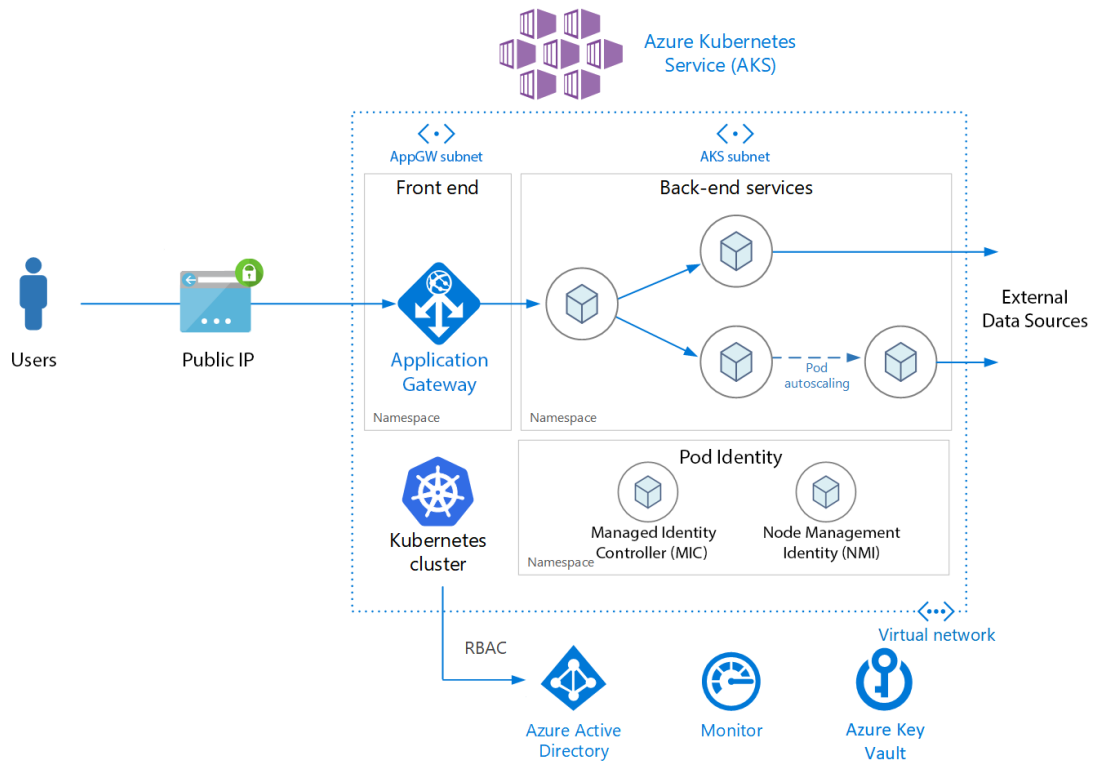 Azure Kubernetes
Service (AKS)
AppGW subnet
AKS subnet
Front end
Back-end services
Users
Public IP
Application
Gateway
Pod
autoscaling
External
Data Sources
Namespace
Namespace
Kubernetes
cluster
Pod Identity
Managed Identity
Controller (MIC)
Node Management
Identity (NMI)
Namespace
Virtual network
RBAC
Azure Active
Directory
Monitor
Azure Key
Vault